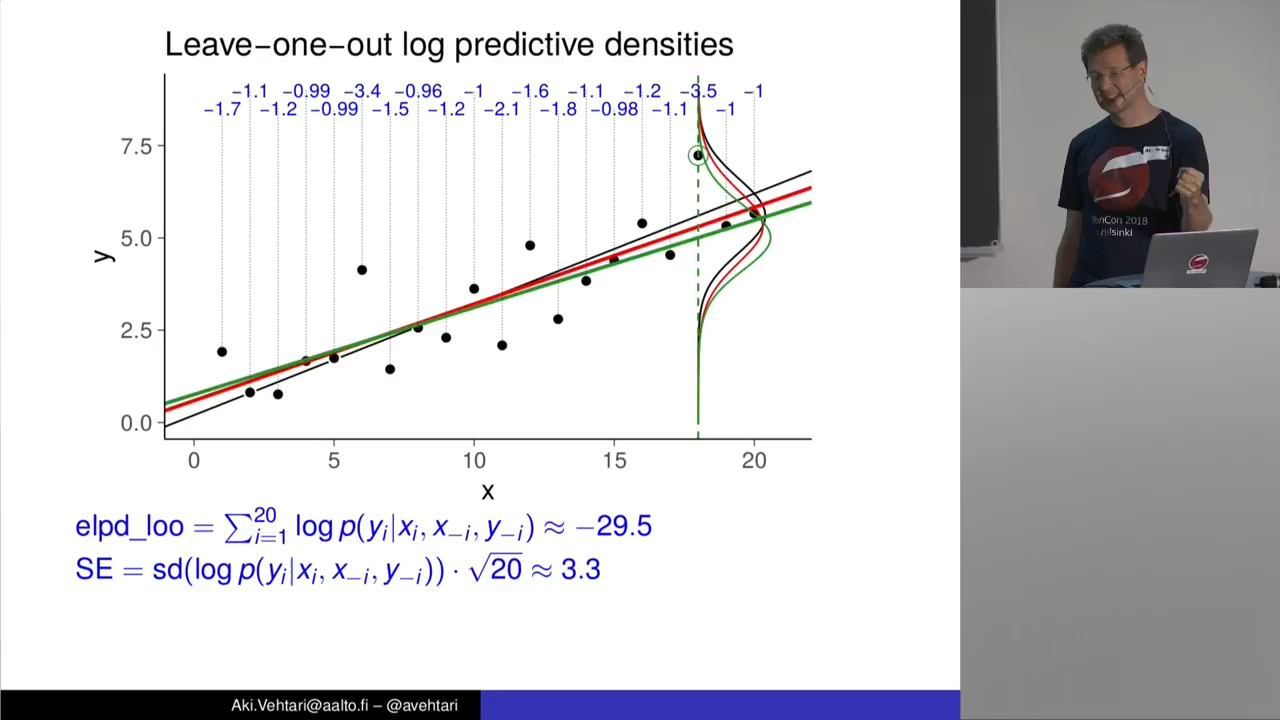 Leave−one−out log predictive densities
−1.1 −0.99 −3.4 −0.96 −1 −1.6 −1.1 −1.2 −3.5 −1
−1.7 −1.2 −0.99 −1.5 −1.2 −2.1 −1.8 −0.98 −1.1 −1
7.5
5.0
2.5
0.0
y
0 5 10 15 20
x
elpd_loo = ∑²⁰ᵢ₌₁ log p(yᵢ|xᵢ, x₋ᵢ, y₋ᵢ) ≈ −29.5
SE = sd(log p(yᵢ|xᵢ, x₋ᵢ, y₋ᵢ)) · √20 ≈ 3.3
Aki.Vehtari@aalto.fi – @avehtari
2018
Helsinki